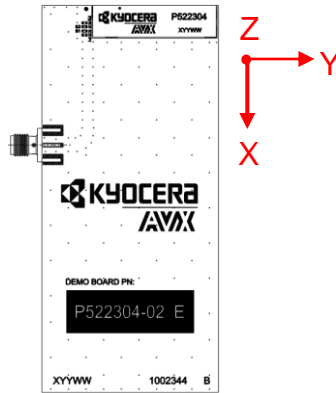 KYOCERA P522304
AVX XYYWW
Z
Y
X
KYOCERA
AVX
DEMO BOARD PN:
P522304-02 E
XYYWW 1002344 B